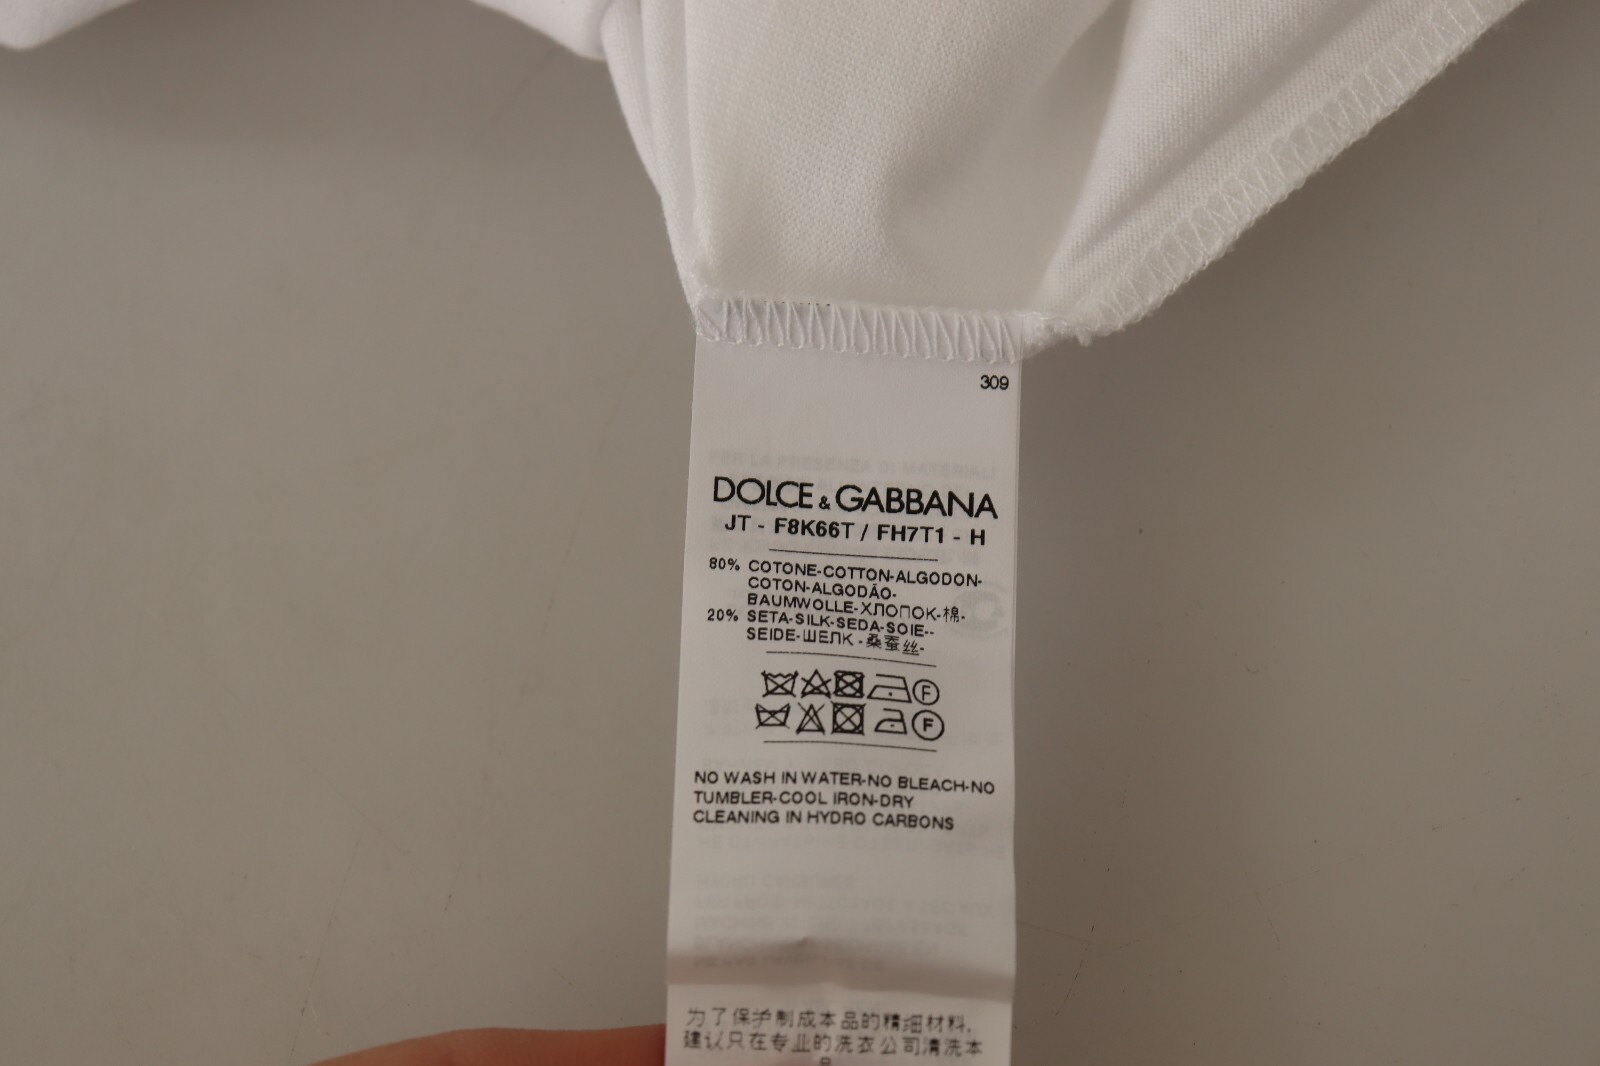 309
DOLCE & GABBANA
JT - F8K66T / FH7T1 - H
80% COTONE-COTTON-ALGODON-
COTON-ALGODÃO-
BAUMWOLLE-ХЛОПОК-棉-
20% SETA-SILK-SEDA-SOIE--
SEIDE-ШЕЛК -桑蚕丝-
F
F
NO WASH IN WATER-NO BLEACH-NO
TUMBLER-COOL IRON-DRY
CLEANING IN HYDRO CARBONS
为了保护制成本品的精细材料,
建议只在专业的洗衣公司清洗本